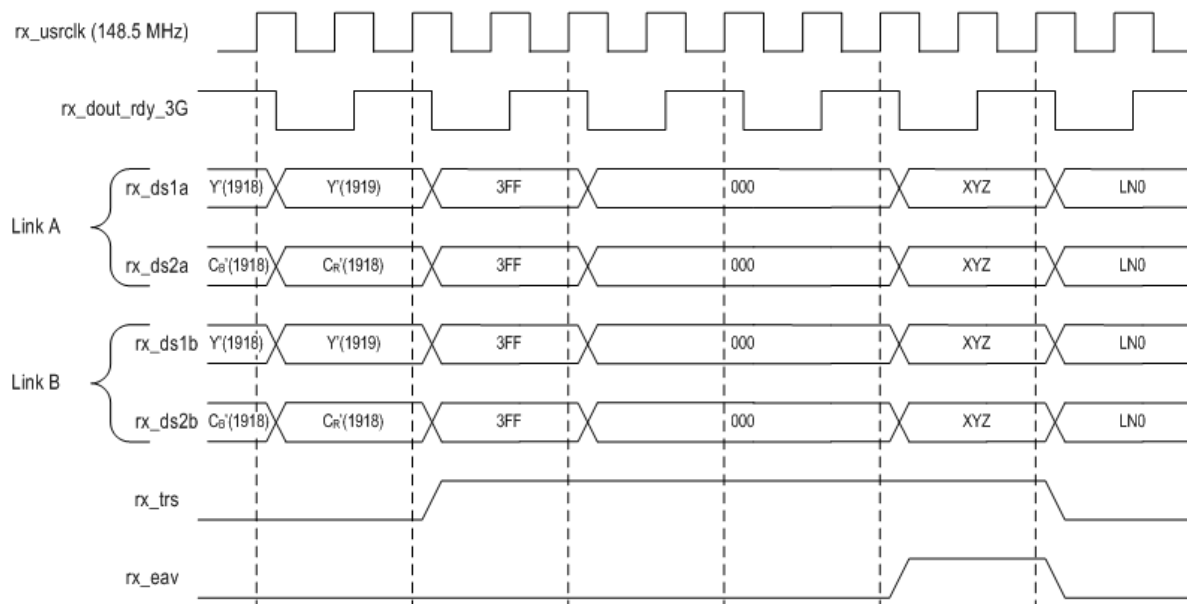 rx_usrclk (148.5 MHz)
rx_dout_rdy_3G
rx_ds1a Y'(1918) Y'(1919) 3FF 000 XYZ LN0
Link A
rx_ds2a CB'(1918) CR'(1918) 3FF 000 XYZ LN0
rx_ds1b Y'(1918) Y'(1919) 3FF 000 XYZ LN0
Link B
rx_ds2b CB'(1918) CR'(1918) 3FF 000 XYZ LN0
rx_trs
rx_eav